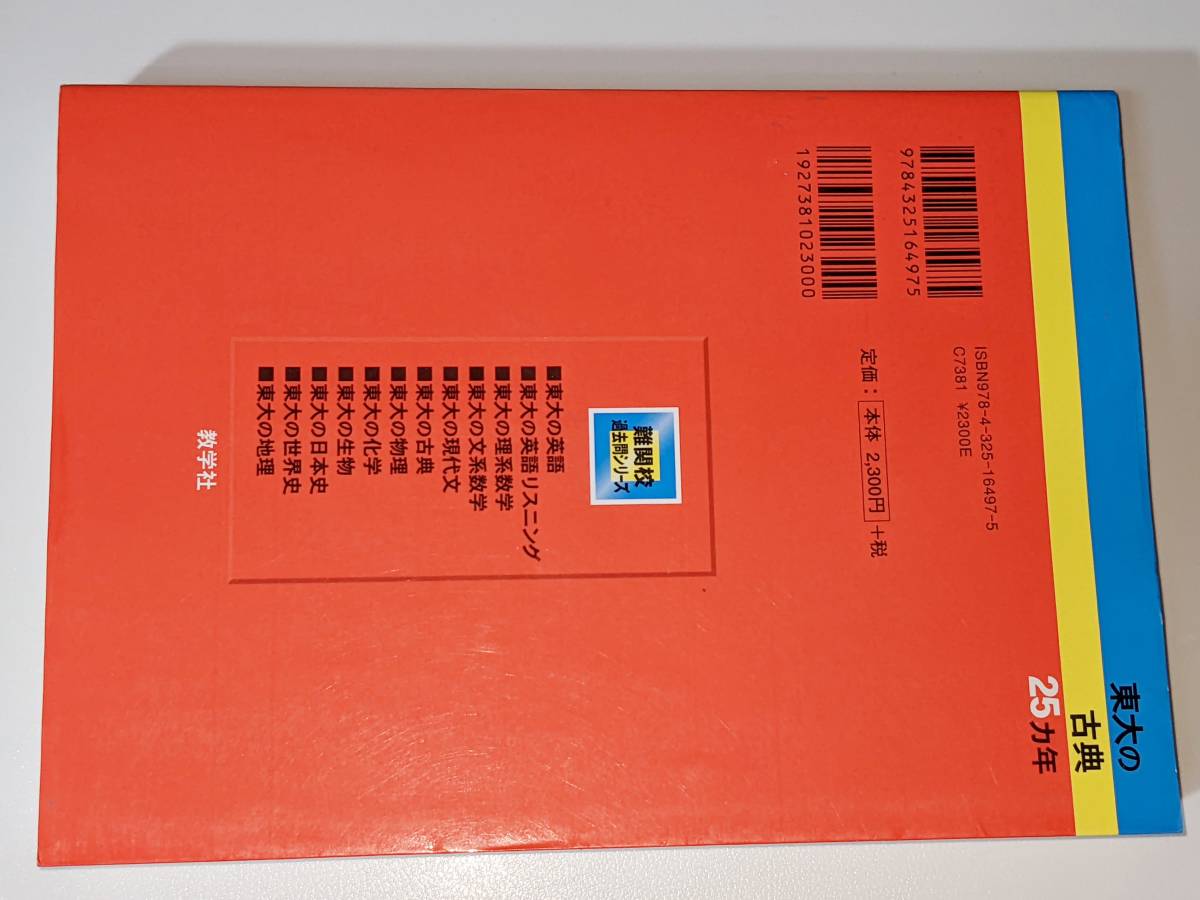 東大の
古典
25カ年
9784325164975
1927381023000
ISBN978-4-325-16497-5
C7381 ¥2300E
定価：本体 2,300円+税
難関校
過去問シリーズ
■東大の英語
■東大の英語リスニング
■東大の理系数学
■東大の文系数学
■東大の現代文
■東大の古典
■東大の物理
■東大の化学
■東大の生物
■東大の日本史
■東大の世界史
■東大の地理
教学社